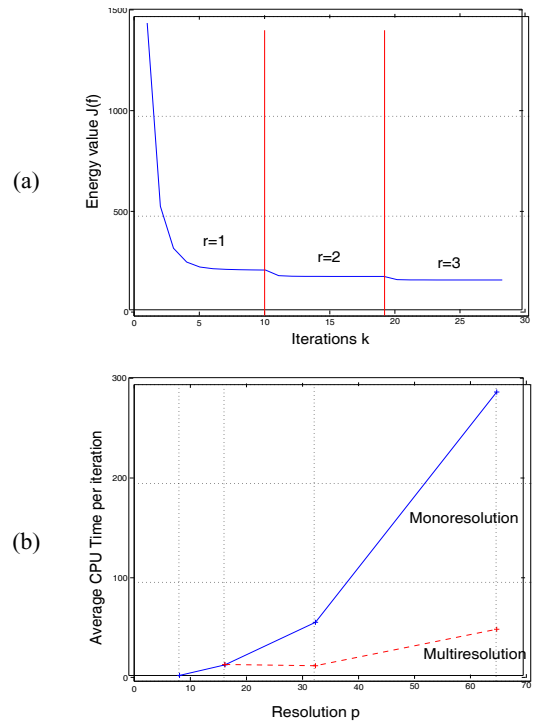 (a)
Energy value J(f)
1500
1000
500
0
r=1
r=2
r=3
0 5 10 15 20 25 30
Iterations k
(b)
Average CPU Time per iteration
300
200
100
0
Monoresolution
Multiresolution
0 10 20 30 40 50 60 70
Resolution p